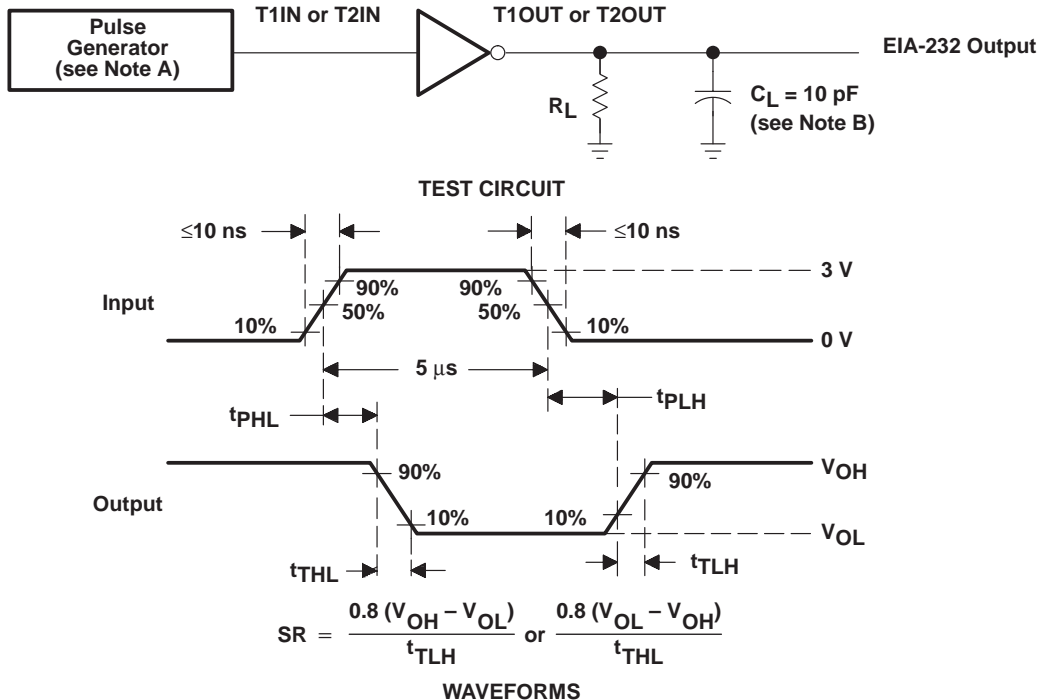 Pulse
Generator
(see Note A)
T1IN or T2IN
T1OUT or T2OUT
EIA-232 Output
RL
CL = 10 pF
(see Note B)
TEST CIRCUIT
≤10 ns
≤10 ns
Input
10%
90%
50%
90%
50%
10%
3 V
0 V
5 μs
tPHL
tPLH
Output
90%
10%
10%
90%
VOH
VOL
tTHL
tTLH
SR = 0.8 (VOH – VOL) / tTLH or 0.8 (VOL – VOH) / tTHL
WAVEFORMS